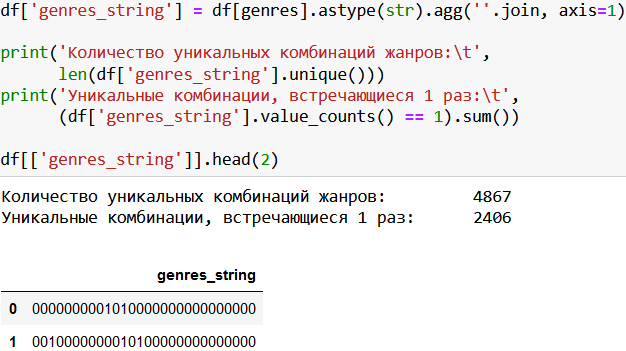 df['genres_string'] = df[genres].astype(str).agg(''.join, axis=1)
print('Количество уникальных комбинаций жанров:\t',
len(df['genres_string'].unique()))
print('Уникальные комбинации, встречающиеся 1 раз:\t',
(df['genres_string'].value_counts() == 1).sum())
df[['genres_string']].head(2)
Количество уникальных комбинаций жанров: 4867
Уникальные комбинации, встречающиеся 1 раз: 2406
genres_string
0 0000000001010000000000000000
1 0010000000010100000000000000